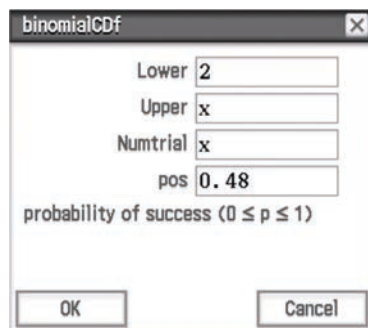 binomialCDf
Lower 2
Upper x
Numtrial x
pos 0.48
probability of success (0 ≤ p ≤ 1)
OK Cancel